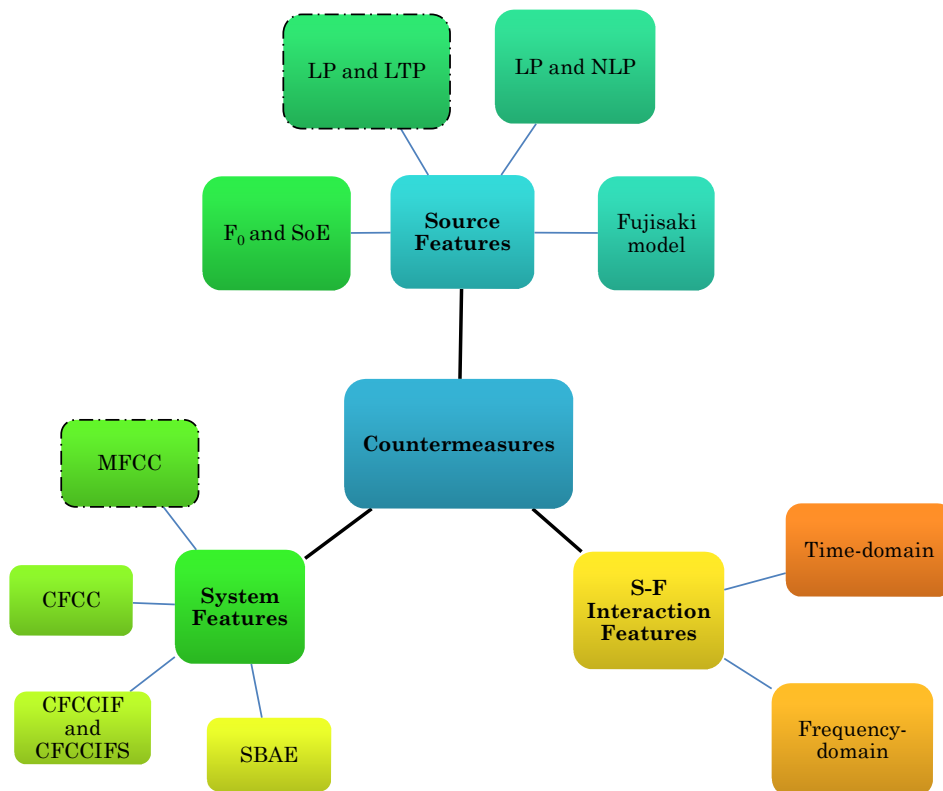 LP and LTP
LP and NLP
F₀ and SoE
Source
Features
Fujisaki
model
Countermeasures
MFCC
CFCC
System
Features
CFCCIF
and
CFCCIFS
SBAE
S-F
Interaction
Features
Time-domain
Frequency-
domain